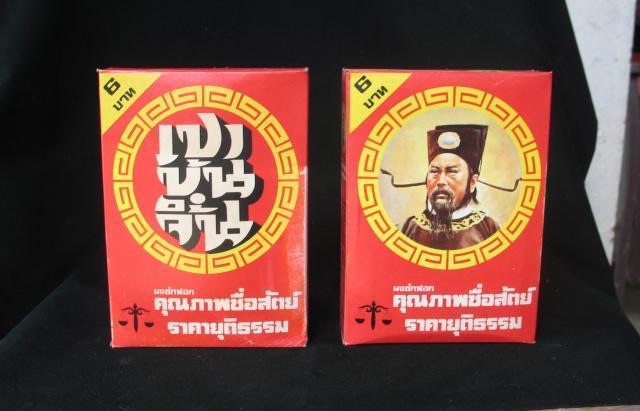 6
บาท
เปา
บุ้น
จิ้น
ผงซักฟอก
คุณภาพซื่อสัตย์
ราคายุติธรรม
6
บาท
ผงซักฟอก
คุณภาพซื่อสัตย์
ราคายุติธรรม